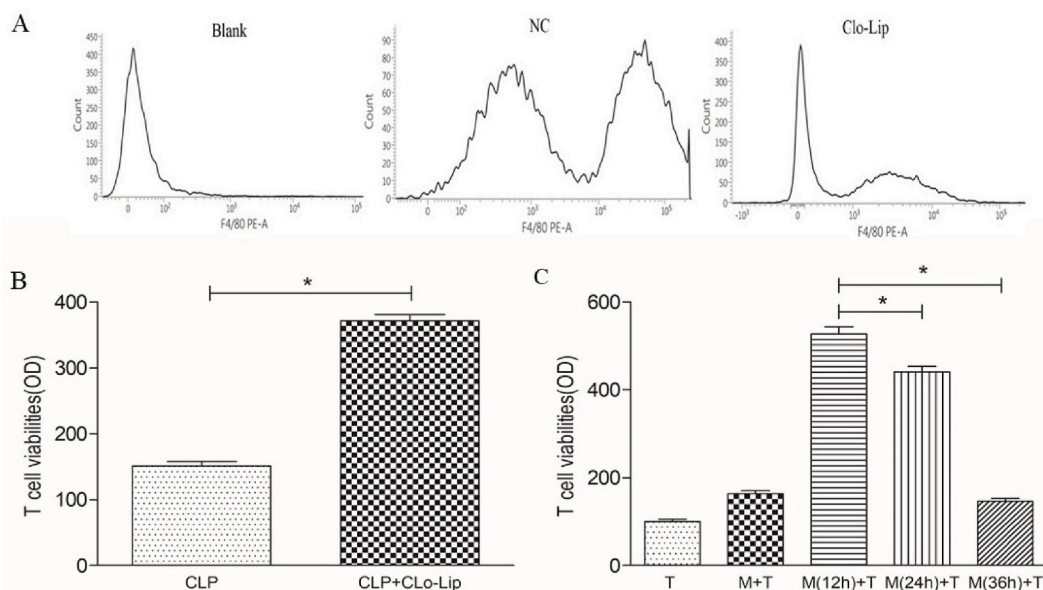 A
Blank
NC
Clo-Lip
450
400
350
300
250
200
150
100
50
0
Count
0 10² 10³ 10⁴ 10⁵
F4/80 PE-A
90
80
70
60
50
40
30
20
10
0
Count
0 10² 10³ 10⁴ 10⁵
F4/80 PE-A
400
350
300
250
200
150
100
50
0
Count
-10³ 0 10³ 10⁴ 10⁵
F4/80 PE-A
B
*
400
300
200
100
0
T cell viabilities(OD)
CLP CLP+CLo-Lip
C
*
*
600
400
200
0
T cell viabilities(OD)
T M+T M(12h)+T M(24h)+T M(36h)+T